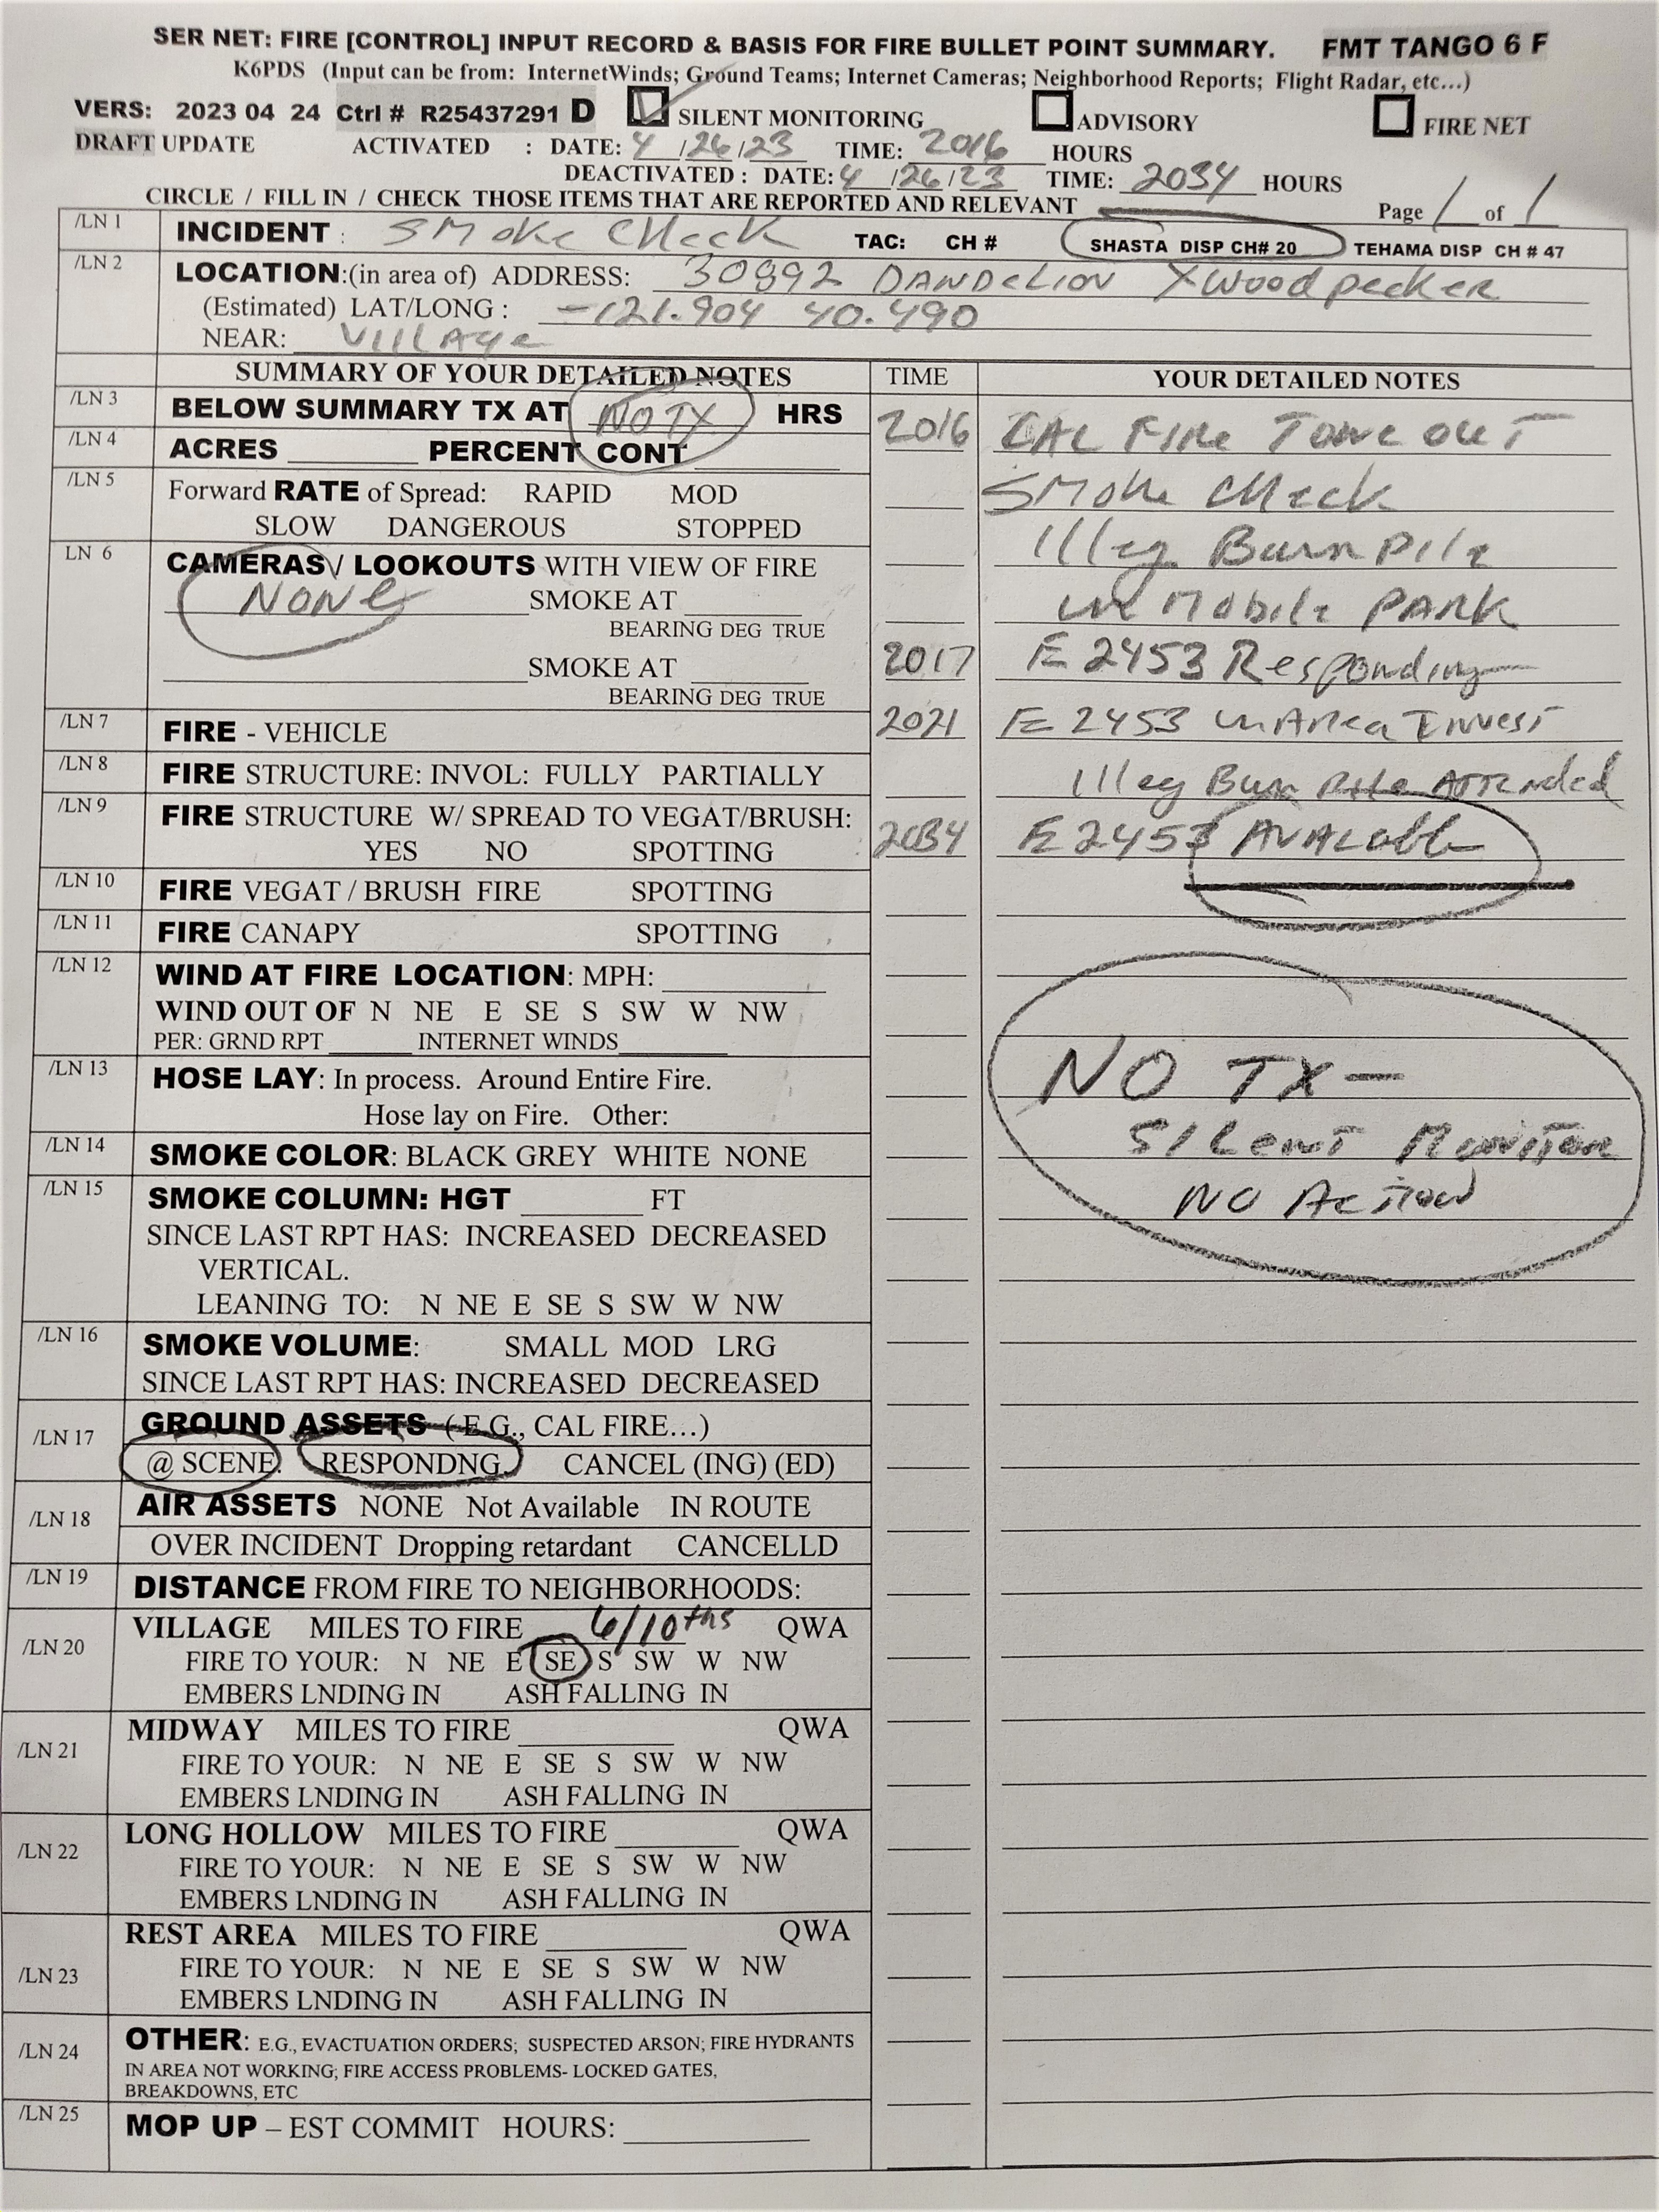 SER NET: FIRE [CONTROL] INPUT RECORD & BASIS FOR FIRE BULLET POINT SUMMARY. FMT TANGO 6 F
K6PDS (Input can be from: InternetWinds; Ground Teams; Internet Cameras; Neighborhood Reports; Flight Radar, etc...)
VERS: 2023 04 24 Ctrl # R25437291 D SILENT MONITORING ADVISORY FIRE NET
DRAFT UPDATE ACTIVATED : DATE: 4 /26/23 TIME: 2016 HOURS
DEACTIVATED : DATE: 4 /26/23 TIME: 2034 HOURS
CIRCLE / FILL IN / CHECK THOSE ITEMS THAT ARE REPORTED AND RELEVANT Page 1 of 1
/LN 1 INCIDENT : SMoke CHeck TAC: CH # SHASTA DISP CH# 20 TEHAMA DISP CH # 47
/LN 2 LOCATION:(in area of) ADDRESS: 30892 DANDeLION X Woodpecker
(Estimated) LAT/LONG : -121.904 40.490
NEAR: VillAge
SUMMARY OF YOUR DETAILED NOTES TIME YOUR DETAILED NOTES
/LN 3 BELOW SUMMARY TX AT NO TX HRS 2016 CAL FIRE Tone OUT
/LN 4 ACRES PERCENT CONT
/LN 5 Forward RATE of Spread: RAPID MOD SMoke CHeck
SLOW DANGEROUS STOPPED
LN 6 CAMERAS / LOOKOUTS WITH VIEW OF FIRE Illeg Burn Pile
NONe SMOKE AT in Mobile PARK
BEARING DEG TRUE
SMOKE AT 2017 E 2453 Responding
BEARING DEG TRUE
/LN 7 FIRE - VEHICLE 2021 E 2453 in Area Invest
/LN 8 FIRE STRUCTURE: INVOL: FULLY PARTIALLY Illeg Burn Pile ATTended
/LN 9 FIRE STRUCTURE W/ SPREAD TO VEGAT/BRUSH: 2034 E 2453 AVALable
YES NO SPOTTING
/LN 10 FIRE VEGAT / BRUSH FIRE SPOTTING
/LN 11 FIRE CANAPY SPOTTING
/LN 12 WIND AT FIRE LOCATION: MPH:
WIND OUT OF N NE E SE S SW W NW
PER: GRND RPT INTERNET WINDS
/LN 13 HOSE LAY: In process. Around Entire Fire. NO TX—
Hose lay on Fire. Other:
/LN 14 SMOKE COLOR: BLACK GREY WHITE NONE SILenT Monitor
/LN 15 SMOKE COLUMN: HGT FT NO Action
SINCE LAST RPT HAS: INCREASED DECREASED
VERTICAL.
LEANING TO: N NE E SE S SW W NW
/LN 16 SMOKE VOLUME: SMALL MOD LRG
SINCE LAST RPT HAS: INCREASED DECREASED
/LN 17 GROUND ASSETS (E.G., CAL FIRE...)
@ SCENE. RESPONDNG. CANCEL (ING) (ED)
/LN 18 AIR ASSETS NONE Not Available IN ROUTE
OVER INCIDENT Dropping retardant CANCELLD
/LN 19 DISTANCE FROM FIRE TO NEIGHBORHOODS:
/LN 20 VILLAGE MILES TO FIRE 6/10ths QWA
FIRE TO YOUR: N NE E SE S SW W NW
EMBERS LNDING IN ASH FALLING IN
/LN 21 MIDWAY MILES TO FIRE QWA
FIRE TO YOUR: N NE E SE S SW W NW
EMBERS LNDING IN ASH FALLING IN
/LN 22 LONG HOLLOW MILES TO FIRE QWA
FIRE TO YOUR: N NE E SE S SW W NW
EMBERS LNDING IN ASH FALLING IN
/LN 23 REST AREA MILES TO FIRE QWA
FIRE TO YOUR: N NE E SE S SW W NW
EMBERS LNDING IN ASH FALLING IN
/LN 24 OTHER: E.G., EVACTUATION ORDERS; SUSPECTED ARSON; FIRE HYDRANTS
IN AREA NOT WORKING; FIRE ACCESS PROBLEMS- LOCKED GATES,
BREAKDOWNS, ETC
/LN 25 MOP UP – EST COMMIT HOURS: